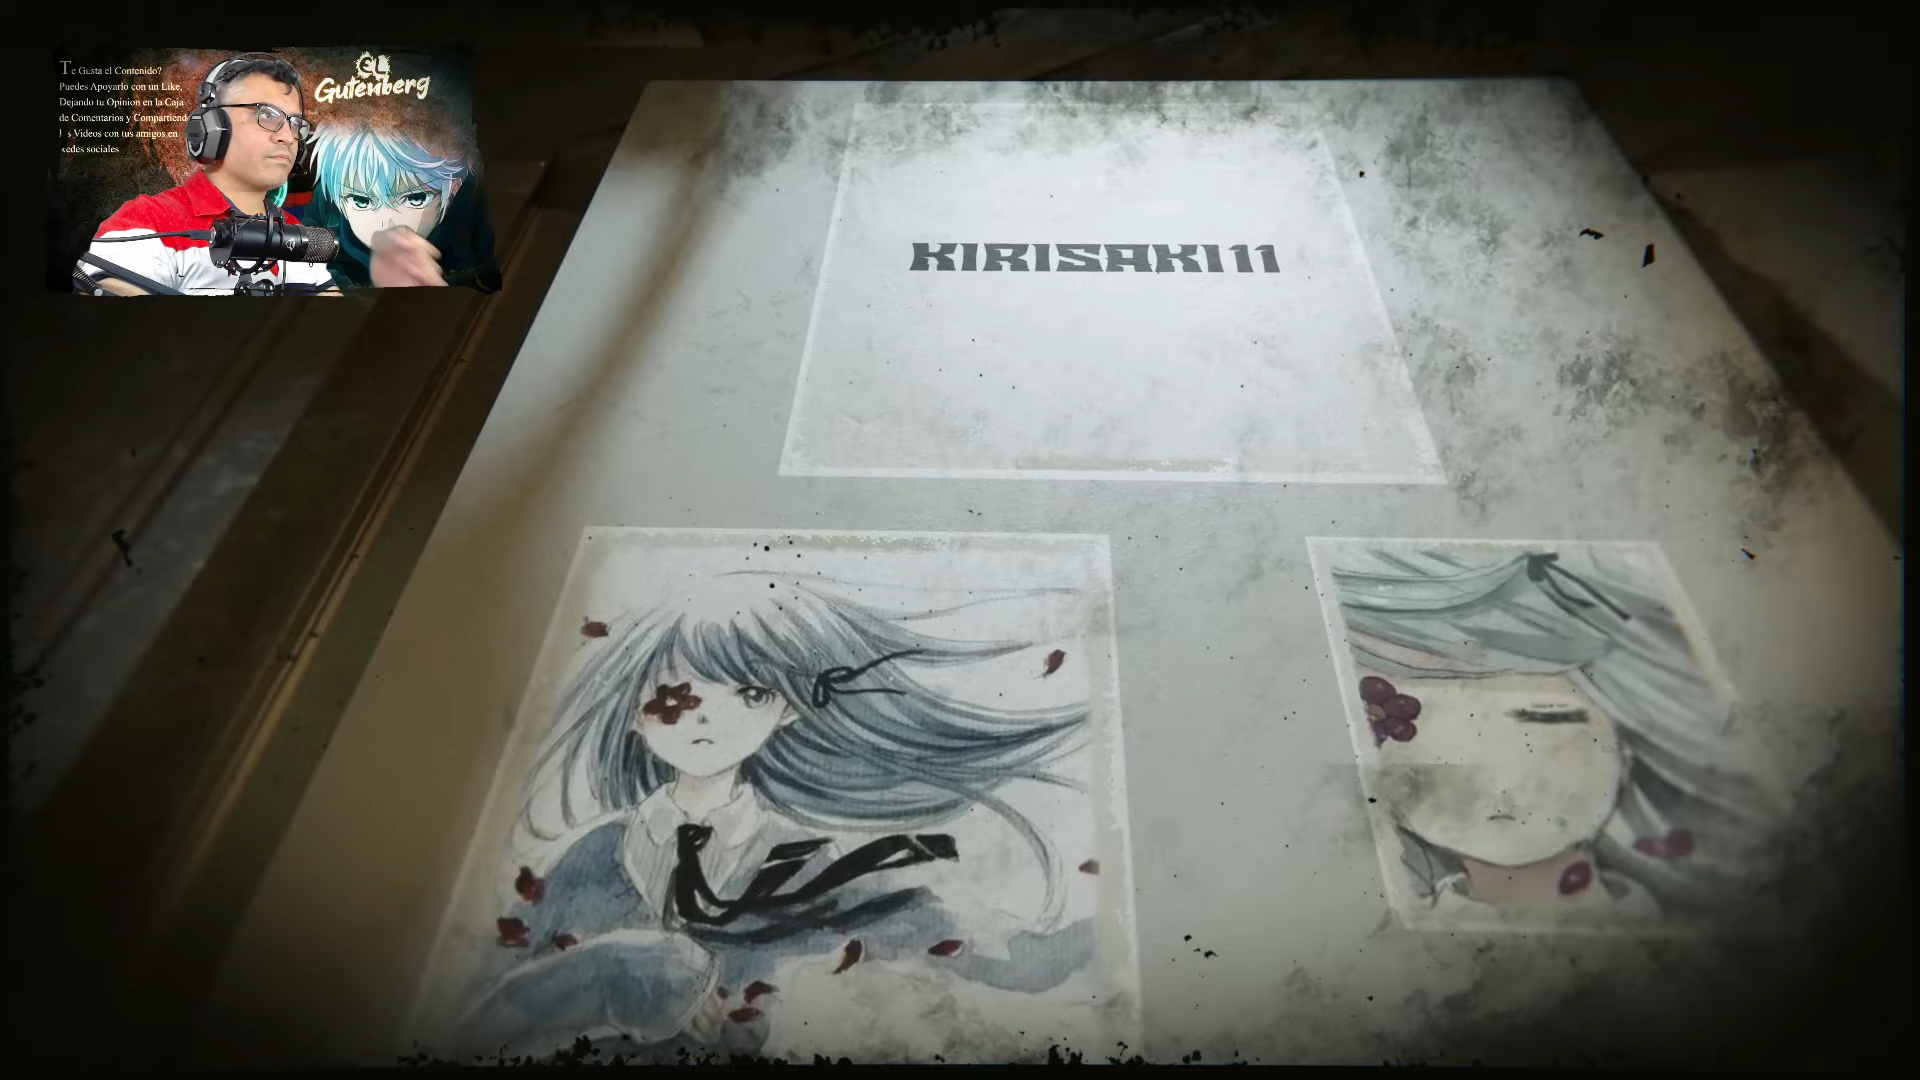 Te Gusta el Contenido?
Puedes Apoyarlo con un Like,
Dejando tu Opinion en la Caja
de Comentarios y Compartiendo
s Videos con tus amigos en
edes sociales
EL
Gutenberg
KIRISAKI11